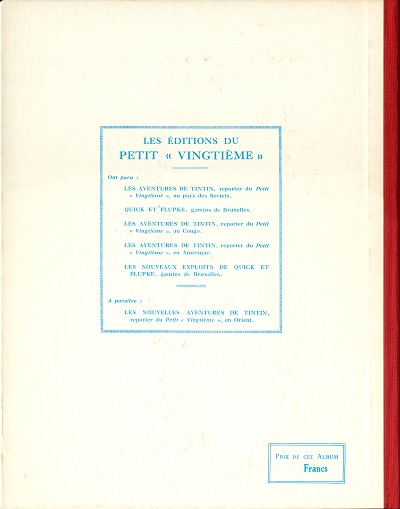 LES ÉDITIONS DU
PETIT « VINGTIÈME »
Ont paru :
LES AVENTURES DE TINTIN, reporter du Petit
« Vingtième », au pays des Soviets.
QUICK ET FLUPKE, gamins de Bruxelles.
LES AVENTURES DE TINTIN, reporter du Petit
« Vingtième », au Congo.
LES AVENTURES DE TINTIN, reporter du Petit
« Vingtième », en Amérique.
LES NOUVEAUX EXPLOITS DE QUICK ET
FLUPKE, gamins de Bruxelles.
A paraître :
LES NOUVELLES AVENTURES DE TINTIN,
reporter du Petit « Vingtième », en Orient.
PRIX DE CET ALBUM
Francs